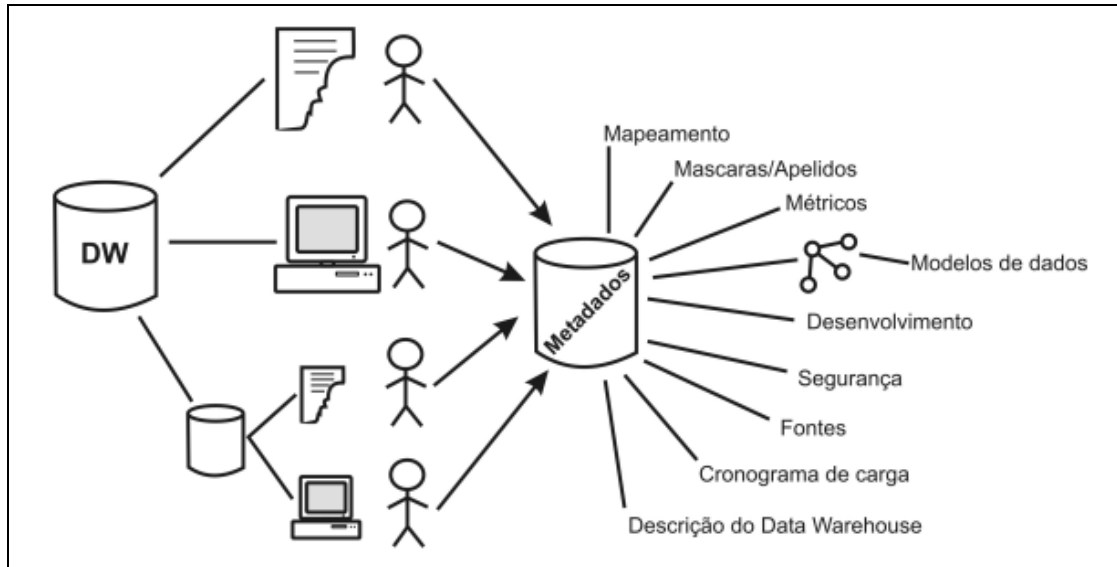 DW
Metadados
Mapeamento
Mascaras/Apelidos
Métricos
Modelos de dados
Desenvolvimento
Segurança
Fontes
Cronograma de carga
Descrição do Data Warehouse